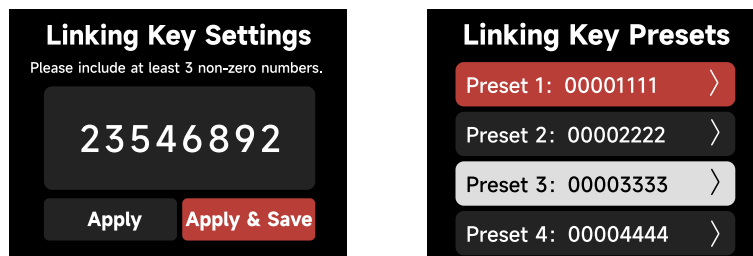 Linking Key Settings
Please include at least 3 non-zero numbers.
23546892
Apply
Apply & Save
Linking Key Presets
Preset 1: 00001111
Preset 2: 00002222
Preset 3: 00003333
Preset 4: 00004444